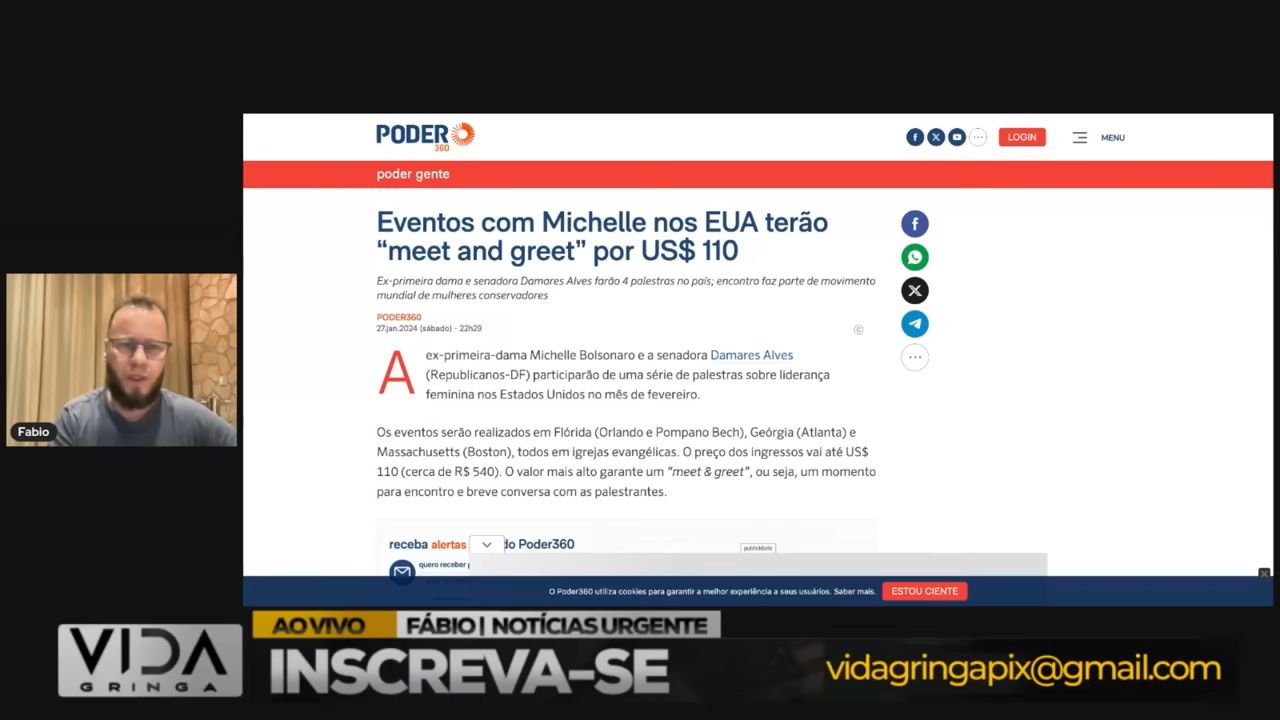 PODER
360
LOGIN
MENU
poder gente
Eventos com Michelle nos EUA terão
“meet and greet” por US$ 110
Ex-primeira dama e senadora Damares Alves farão 4 palestras no país; encontro faz parte de movimento
mundial de mulheres conservadores
PODER360
27.jan.2024 (sábado) - 22h29
A ex-primeira-dama Michelle Bolsonaro e a senadora Damares Alves
(Republicanos-DF) participarão de uma série de palestras sobre liderança
feminina nos Estados Unidos no mês de fevereiro.
Os eventos serão realizados em Flórida (Orlando e Pompano Bech), Geórgia (Atlanta) e
Massachusetts (Boston), todos em igrejas evangélicas. O preço dos ingressos vai até US$
110 (cerca de R$ 540). O valor mais alto garante um “meet & greet”, ou seja, um momento
para encontro e breve conversa com as palestrantes.
receba alertas do Poder360
publicidade
quero receber
O Poder360 utiliza cookies para garantir a melhor experiência a seus usuários. Saber mais.
ESTOU CIENTE
Fabio
AO VIVO
FÁBIO | NOTÍCIAS URGENTE
VIDA
GRINGA
INSCREVA-SE
vidagringapix@gmail.com